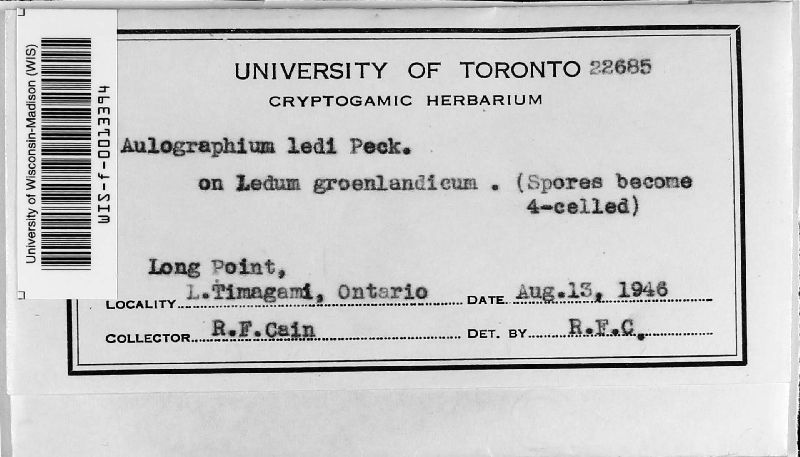 University of Wisconsin-Madison (WIS)
WIS-f-0013394
UNIVERSITY OF TORONTO 22685
CRYPTOGAMIC HERBARIUM
Aulographium ledi Peck.
on Ledum groenlandicum . (Spores become
4-celled)
Long Point,
L.Timagami, Ontario
LOCALITY
DATE Aug.13, 1946
COLLECTOR R.F.Cain
DET. BY R.F.C.